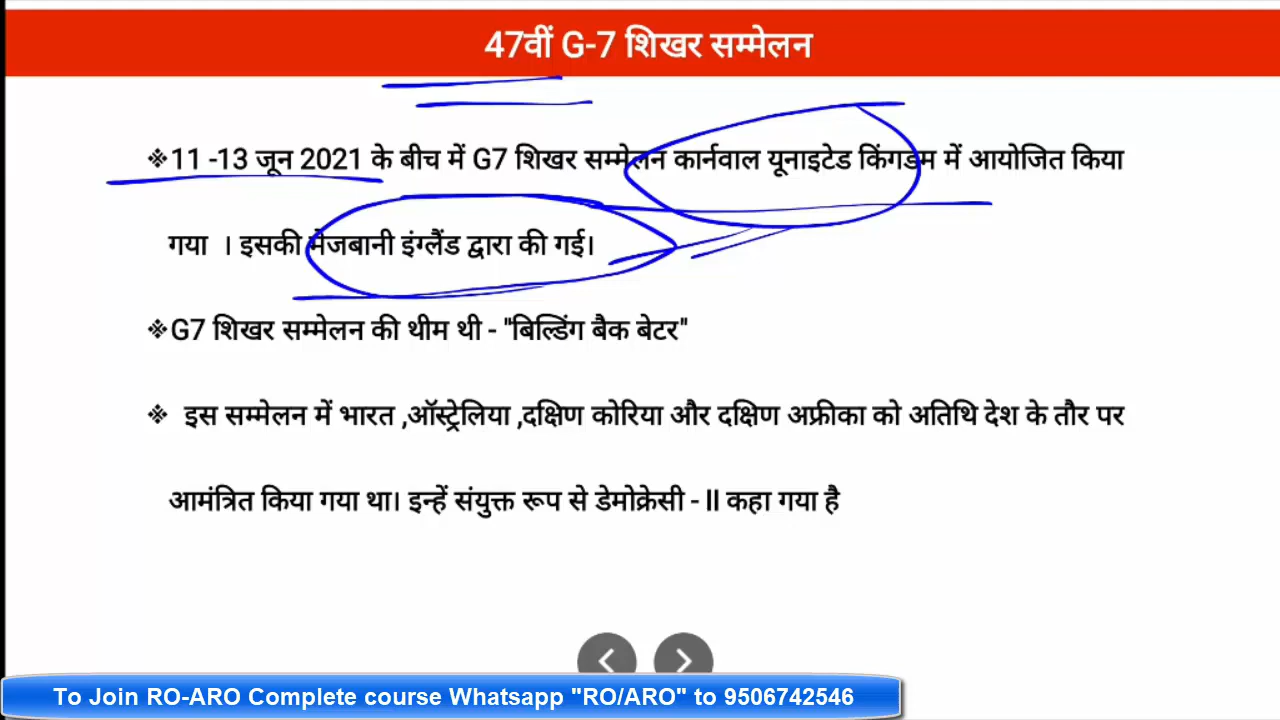 47वीं G-7 शिखर सम्मेलन
❖11 -13 जून 2021 के बीच में G7 शिखर सम्मेलन कार्नवाल यूनाइटेड किंगडम में आयोजित किया
गया । इसकी मेजबानी इंग्लैंड द्वारा की गई।
❖G7 शिखर सम्मेलन की थीम थी - "बिल्डिंग बैक बेटर"
❖ इस सम्मेलन में भारत ,ऑस्ट्रेलिया ,दक्षिण कोरिया और दक्षिण अफ्रीका को अतिथि देश के तौर पर
आमंत्रित किया गया था। इन्हें संयुक्त रूप से डेमोक्रेसी - II कहा गया है
To Join RO-ARO Complete course Whatsapp "RO/ARO" to 9506742546